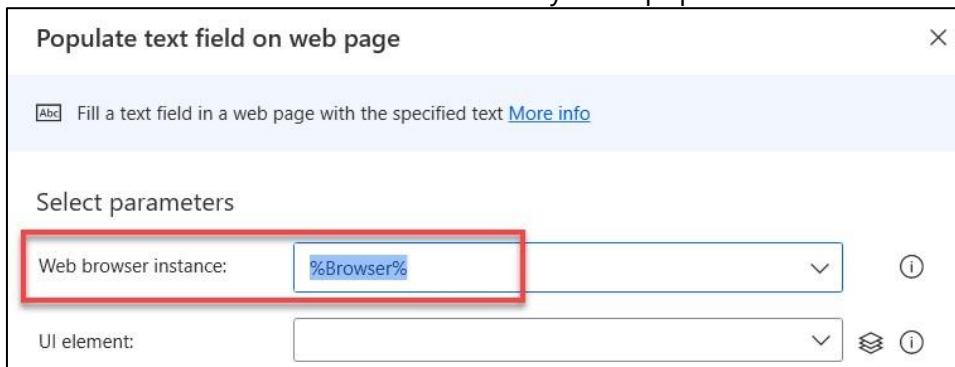 Populate text field on web page
Abc Fill a text field in a web page with the specified text More info
Select parameters
Web browser instance: %Browser%
UI element: